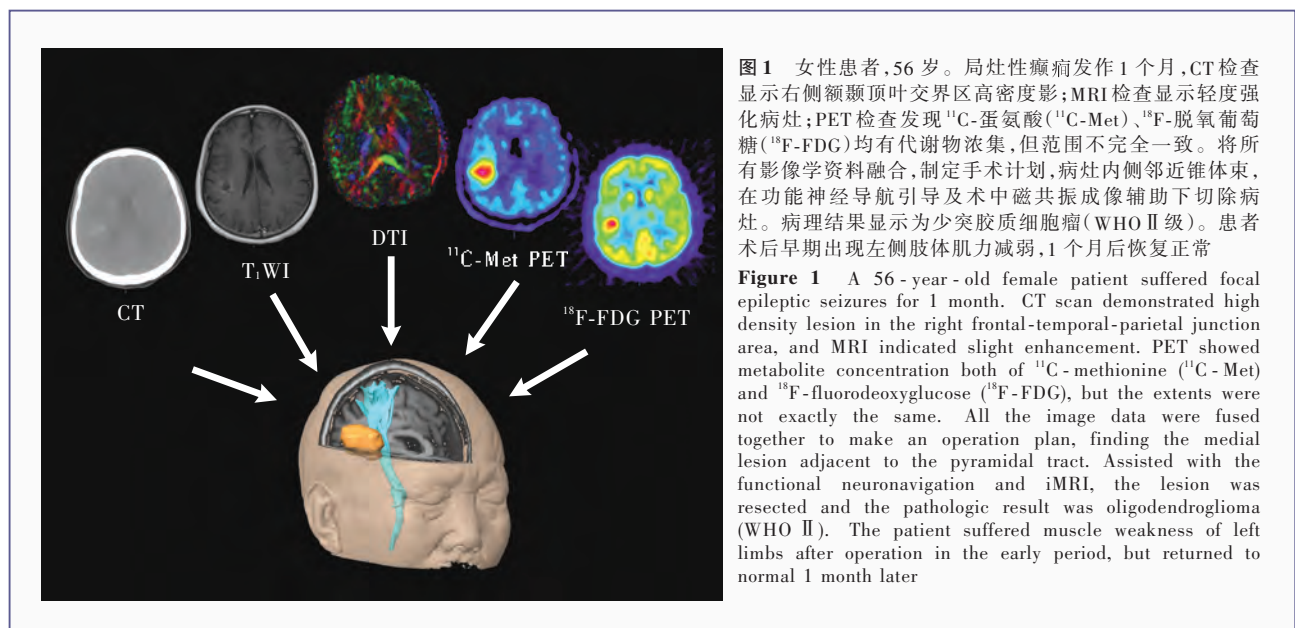 CT
T₁WI
DTI
¹¹C-Met PET
¹⁸F-FDG PET
图1 女性患者,56 岁。局灶性癫痫发作 1 个月,CT 检查
显示右侧额颞顶叶交界区高密度影;MRI 检查显示轻度强
化病灶;PET 检查发现 ¹¹C-蛋氨酸(¹¹C-Met)、¹⁸F-脱氧葡萄
糖(¹⁸F-FDG)均有代谢物浓集,但范围不完全一致。将所
有影像学资料融合,制定手术计划,病灶内侧邻近锥体束,
在功能神经导航引导及术中磁共振成像辅助下切除病
灶。病理结果显示为少突胶质细胞瘤(WHO Ⅱ级)。患者
术后早期出现左侧肢体肌力减弱,1 个月后恢复正常
Figure 1 A 56-year-old female patient suffered focal
epileptic seizures for 1 month. CT scan demonstrated high
density lesion in the right frontal-temporal-parietal junction
area, and MRI indicated slight enhancement. PET showed
metabolite concentration both of ¹¹C-methionine (¹¹C-Met)
and ¹⁸F-fluorodeoxyglucose (¹⁸F-FDG), but the extents were
not exactly the same. All the image data were fused
together to make an operation plan, finding the medial
lesion adjacent to the pyramidal tract. Assisted with the
functional neuronavigation and iMRI, the lesion was
resected and the pathologic result was oligodendroglioma
(WHO Ⅱ). The patient suffered muscle weakness of left
limbs after operation in the early period, but returned to
normal 1 month later